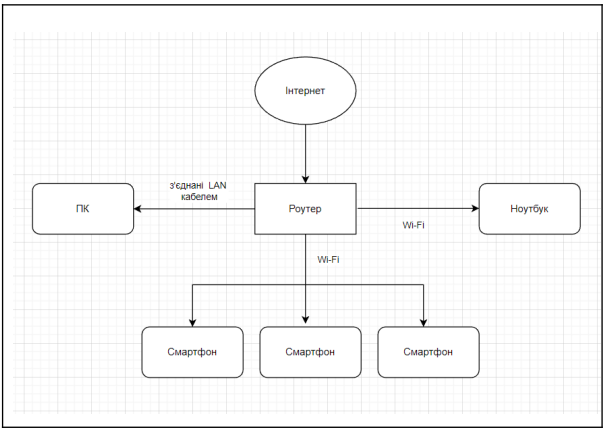 Інтернет
з'єднані LAN
кабелем
ПК
Роутер
Wi-Fi
Ноутбук
Wi-Fi
Смартфон
Смартфон
Смартфон